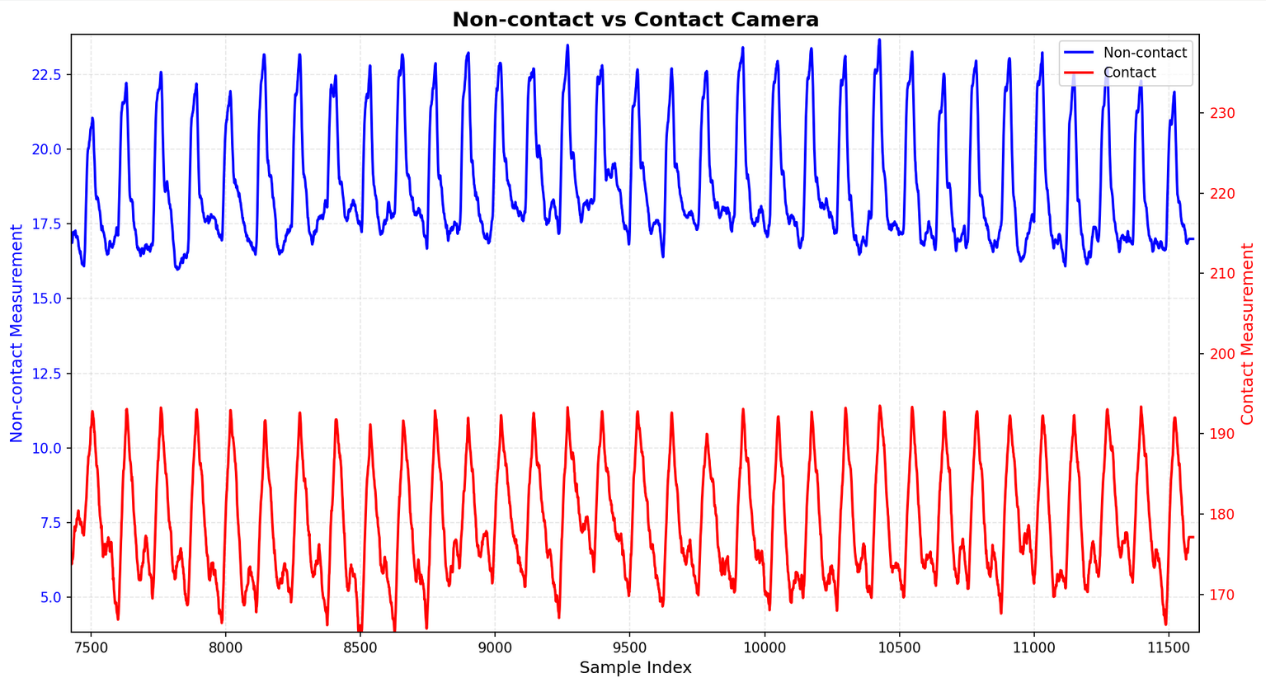 Non-contact vs Contact Camera
Non-contact
Contact
Non-contact Measurement
22.5
20.0
17.5
15.0
12.5
10.0
7.5
5.0
230
220
210
200
190
180
170
Contact Measurement
7500 8000 8500 9000 9500 10000 10500 11000 11500
Sample Index